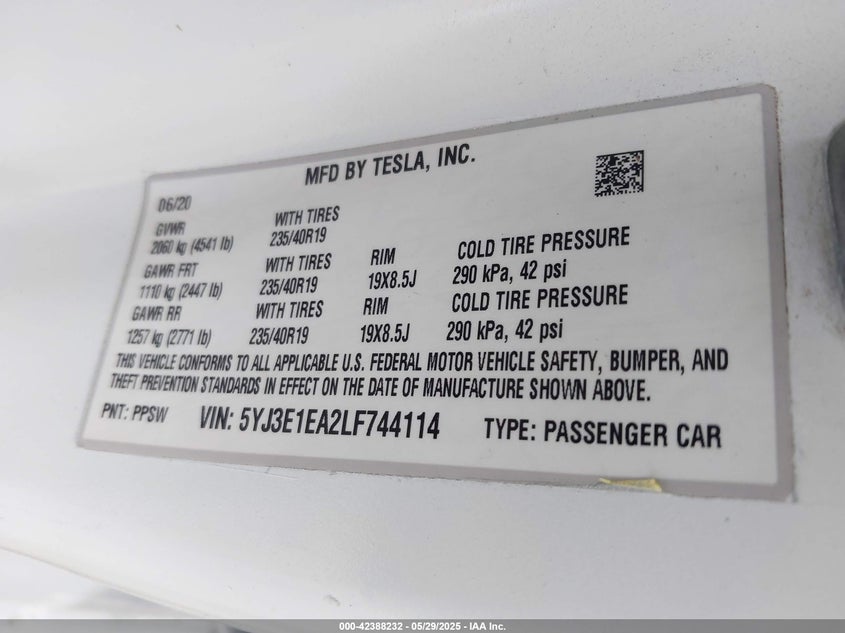 MFD BY TESLA, INC.
06/20
GVWR WITH TIRES
2060 kg (4541 lb) 235/40R19
GAWR FRT WITH TIRES RIM COLD TIRE PRESSURE
1110 kg (2447 lb) 235/40R19 19X8.5J 290 kPa, 42 psi
GAWR RR WITH TIRES RIM COLD TIRE PRESSURE
1257 kg (2771 lb) 235/40R19 19X8.5J 290 kPa, 42 psi
THIS VEHICLE CONFORMS TO ALL APPLICABLE U.S. FEDERAL MOTOR VEHICLE SAFETY, BUMPER, AND
THEFT PREVENTION STANDARDS IN EFFECT ON THE DATE OF MANUFACTURE SHOWN ABOVE.
PNT: PPSW VIN: 5YJ3E1EA2LF744114 TYPE: PASSENGER CAR
000-42388232 - 05/29/2025 - IAA Inc.